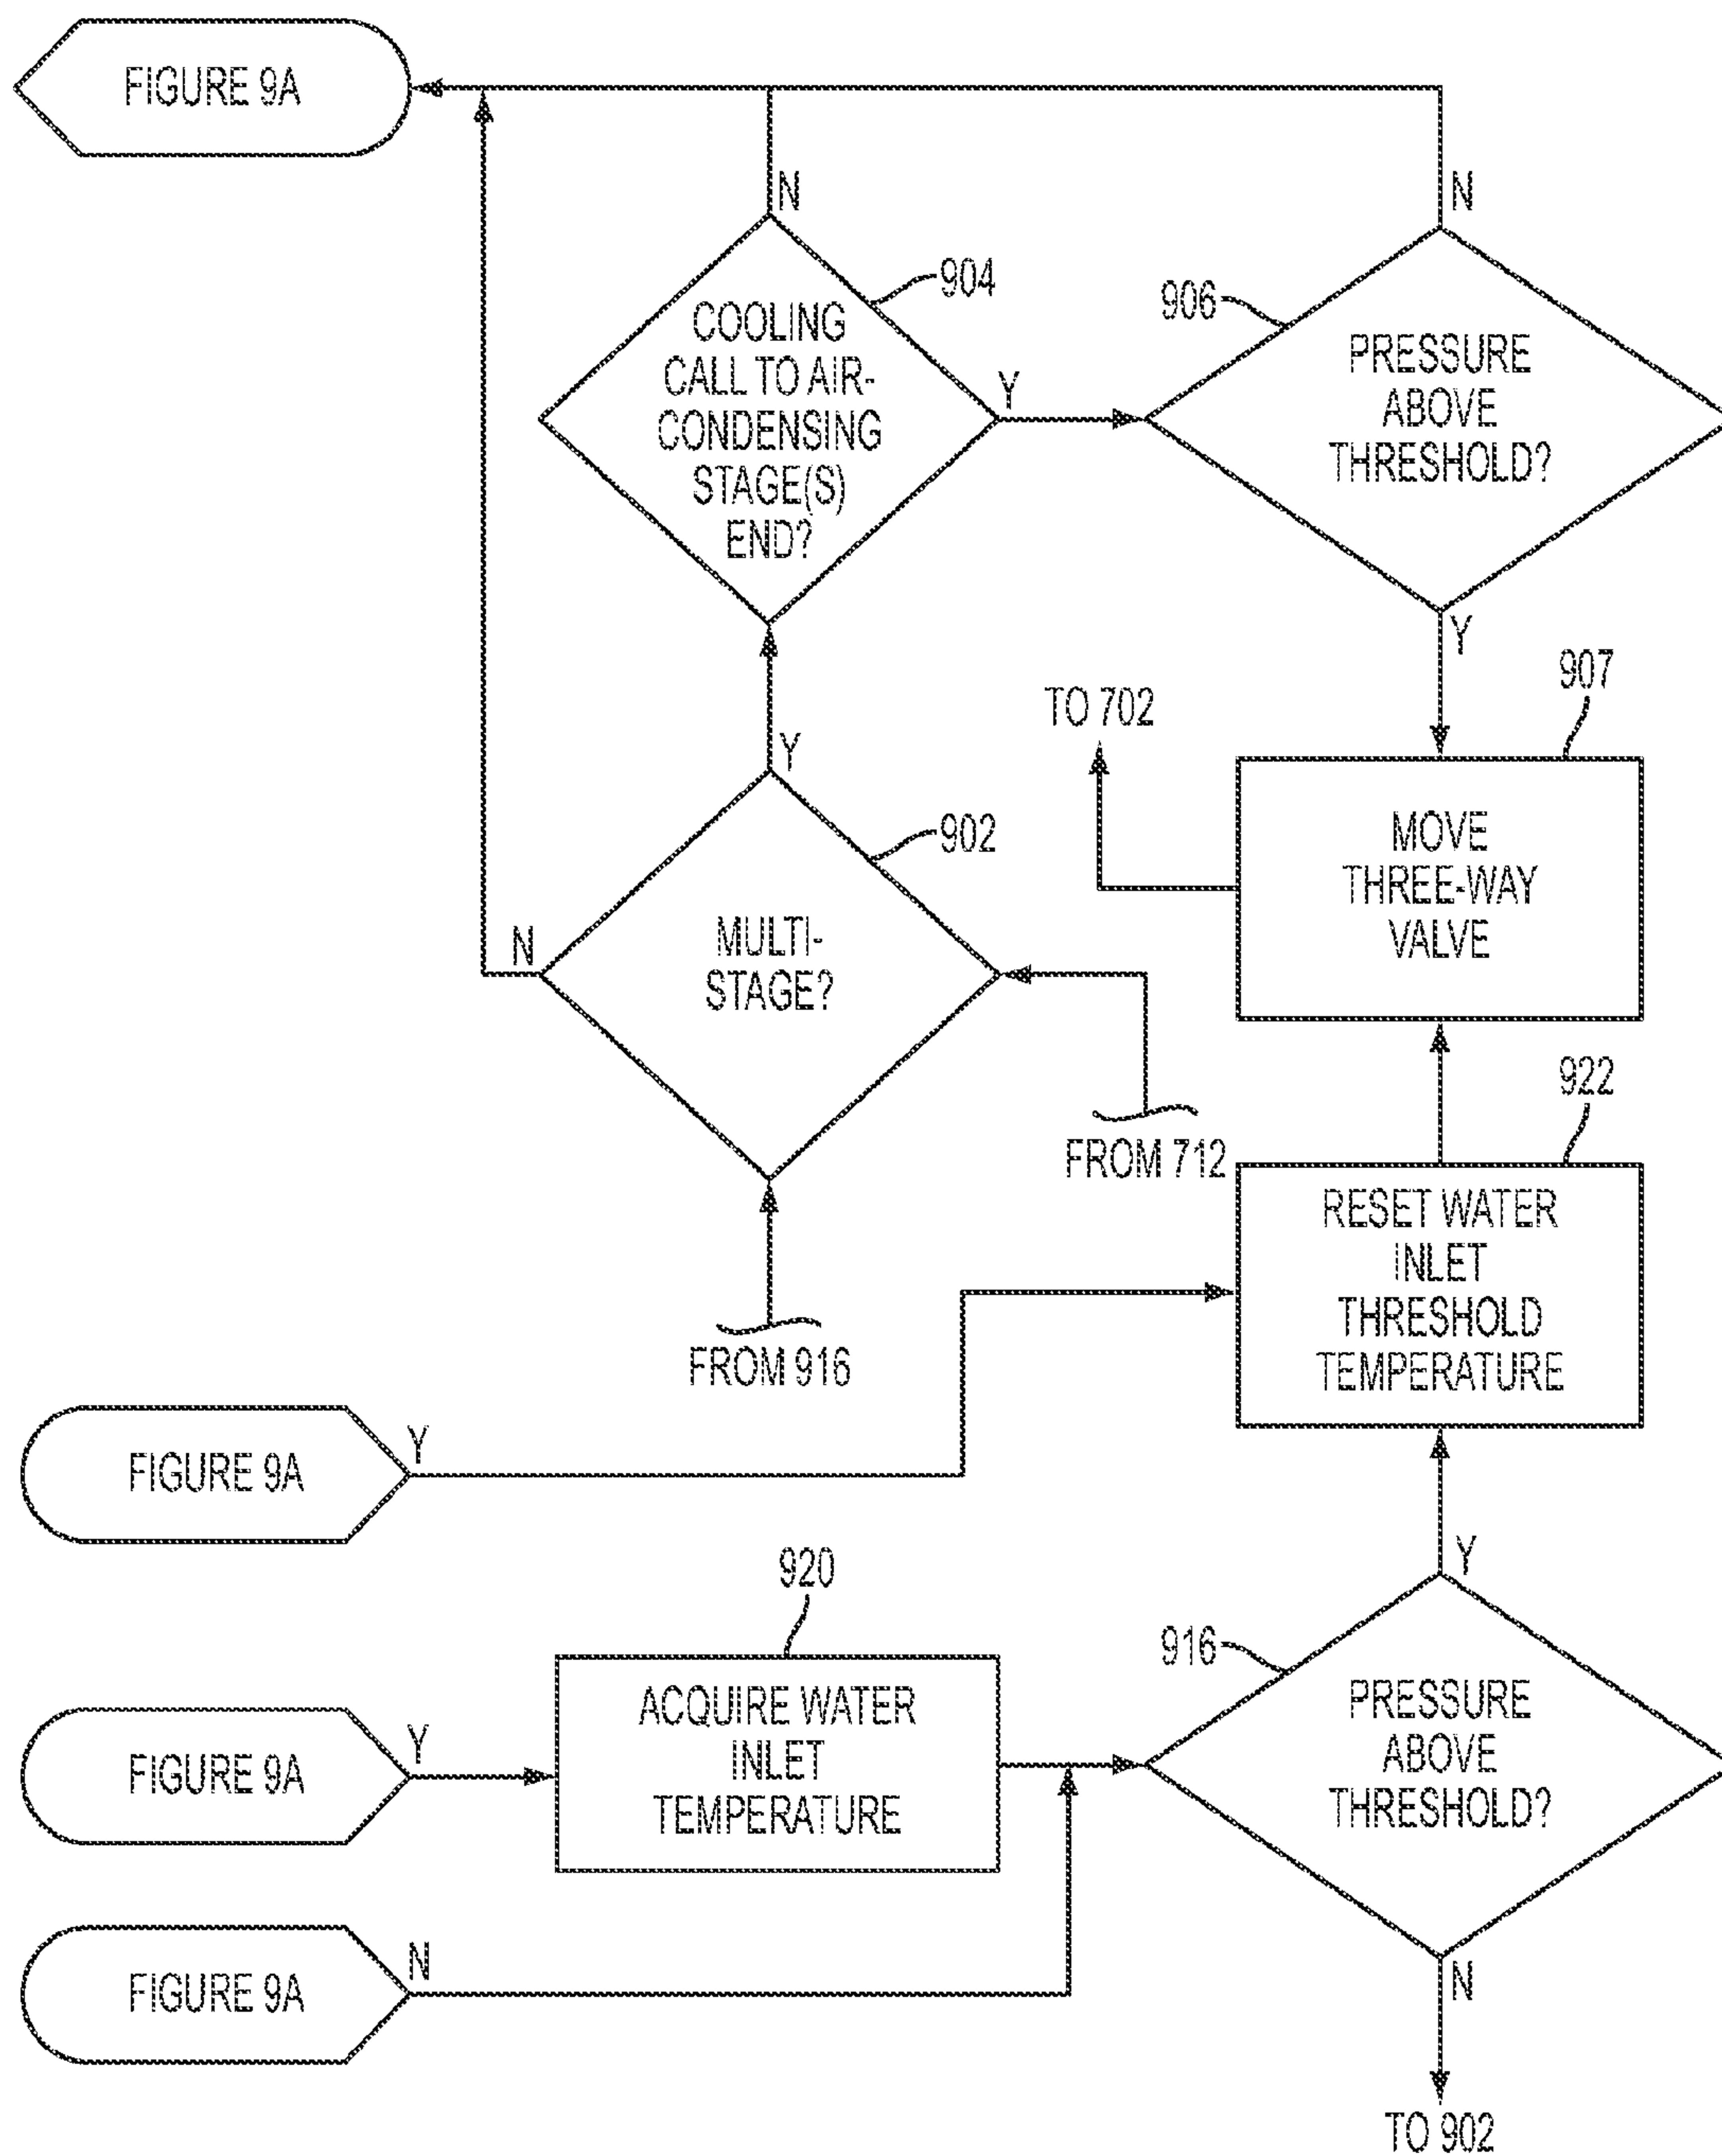 FIGURE 9A
N
N
904
906
COOLING
CALL TO AIR-
CONDENSING
STAGE(S)
END?
Y
PRESSURE
ABOVE
THRESHOLD?
Y
907
TO 702
Y
902
MOVE
THREE-WAY
VALVE
N
MULTI-
STAGE?
922
FROM 712
RESET WATER
INLET
THRESHOLD
TEMPERATURE
FROM 916
Y
FIGURE 9A
Y
920
916
ACQUIRE WATER
INLET
TEMPERATURE
PRESSURE
ABOVE
THRESHOLD?
Y
FIGURE 9A
N
FIGURE 9A
N
TO 902